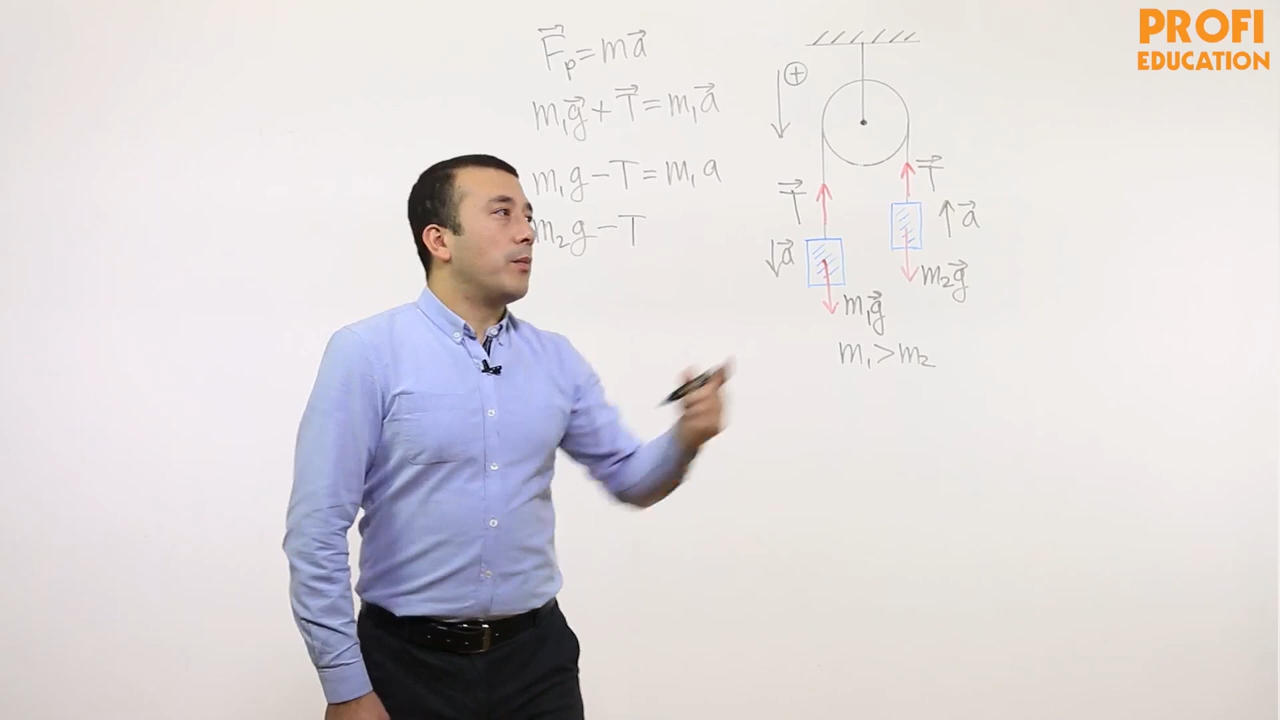 F⃗ₚ=ma⃗
m₁g⃗+T⃗=m₁a⃗
m₁g−T=m₁a
m₂g−T
⊕
T⃗
T⃗
a⃗
a⃗
m₂g⃗
m₁g⃗
m₁>m₂
PROFI
EDUCATION